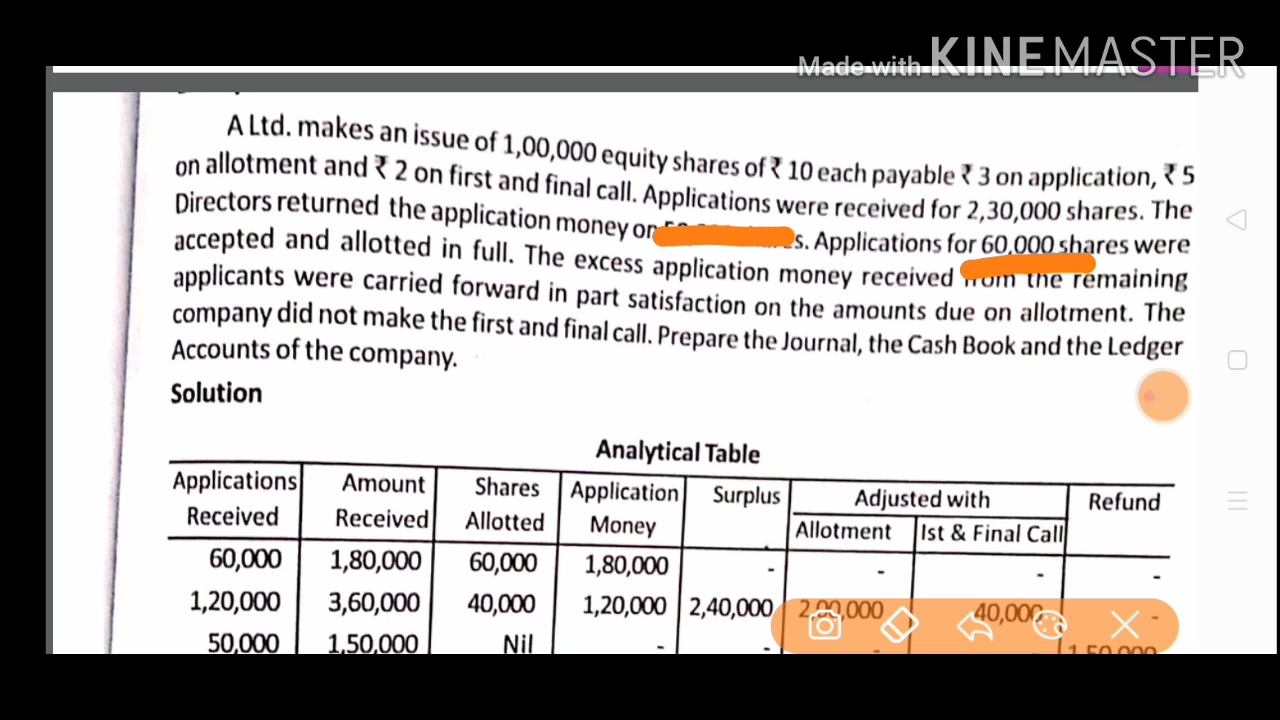 Made with KINEMASTER
A Ltd. makes an issue of 1,00,000 equity shares of ₹ 10 each payable ₹ 3 on application, ₹ 5
on allotment and ₹ 2 on first and final call. Applications were received for 2,30,000 shares. The
Directors returned the application money on s. Applications for 60,000 shares were
accepted and allotted in full. The excess application money received from the remaining
applicants were carried forward in part satisfaction on the amounts due on allotment. The
company did not make the first and final call. Prepare the Journal, the Cash Book and the Ledger
Accounts of the company.
Solution
Analytical Table
Applications Received Amount Received Shares Allotted Application Money Surplus Adjusted with Refund
Allotment Ist & Final Call
60,000 1,80,000 60,000 1,80,000 - - - -
1,20,000 3,60,000 40,000 1,20,000 2,40,000 2,00,000 40,000 -
50,000 1,50,000 Nil - - - - 1,50,000